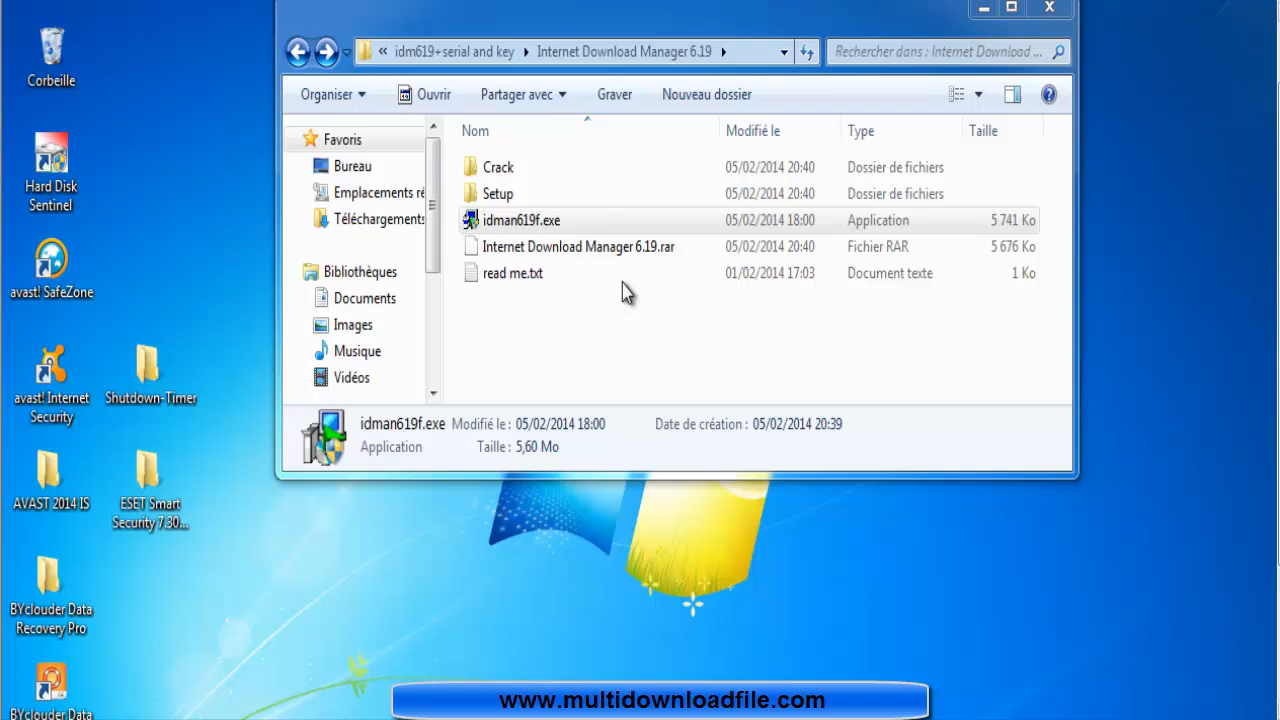 Corbeille
Hard Disk
Sentinel
avast! SafeZone
avast! Internet
Security
Shutdown-Timer
AVAST 2014 IS
ESET Smart
Security 7.30...
BYclouder Data
Recovery Pro
BYclouder Data
« idm619+serial and key Internet Download Manager 6.19
Rechercher dans : Internet Download ...
Organiser Ouvrir Partager avec Graver Nouveau dossier
Favoris
Bureau
Emplacements ré
Téléchargements
Bibliothèques
Documents
Images
Musique
Vidéos
Nom Modifié le Type Taille
Crack 05/02/2014 20:40 Dossier de fichiers
Setup 05/02/2014 20:40 Dossier de fichiers
idman619f.exe 05/02/2014 18:00 Application 5 741 Ko
Internet Download Manager 6.19.rar 05/02/2014 20:40 Fichier RAR 5 676 Ko
read me.txt 01/02/2014 17:03 Document texte 1 Ko
idman619f.exe Modifié le : 05/02/2014 18:00 Date de création : 05/02/2014 20:39
Application Taille : 5,60 Mo
www.multidownloadfile.com